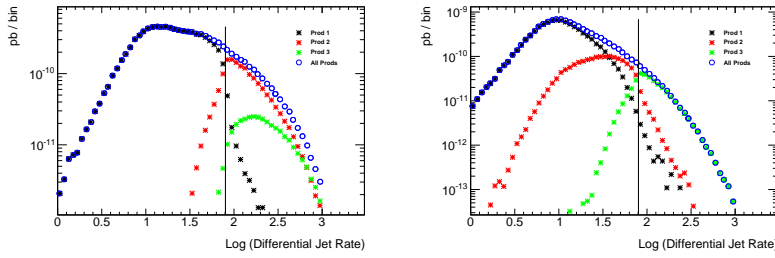 pb / bin
10⁻¹⁰
10⁻¹¹
0 0.5 1 1.5 2 2.5 3
Log (Differential Jet Rate)
Prod 1
Prod 2
Prod 3
All Prods
pb / bin
10⁻⁹
10⁻¹⁰
10⁻¹¹
10⁻¹²
10⁻¹³
0 0.5 1 1.5 2 2.5 3
Log (Differential Jet Rate)
Prod 1
Prod 2
Prod 3
All Prods